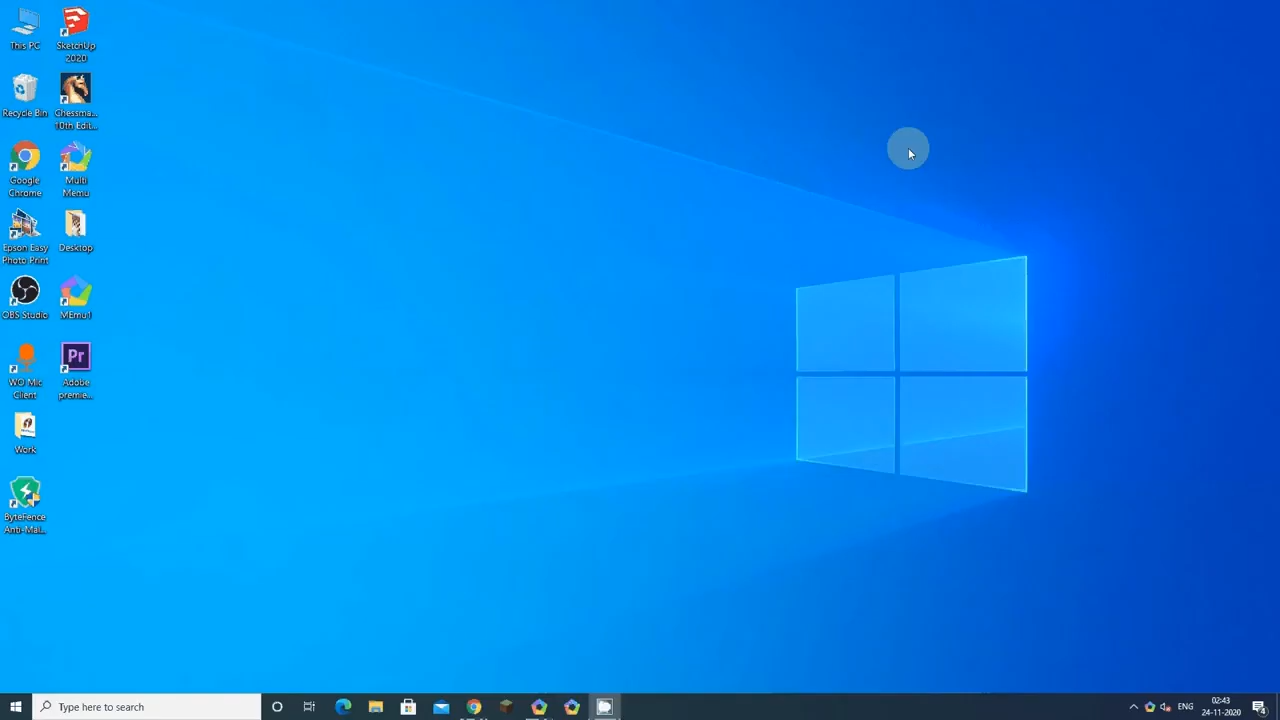 This PC
SketchUp
2020
Recycle Bin
Chessma...
10th Edit...
Google
Chrome
Multi
Memu
Epson Easy
Photo Print
Desktop
OBS Studio
MEmu1
WO Mic
Client
Pr
Adobe
premie...
Work
ByteFence
Anti-Mal...
Type here to search
ENG
02:43
24-11-2020
4